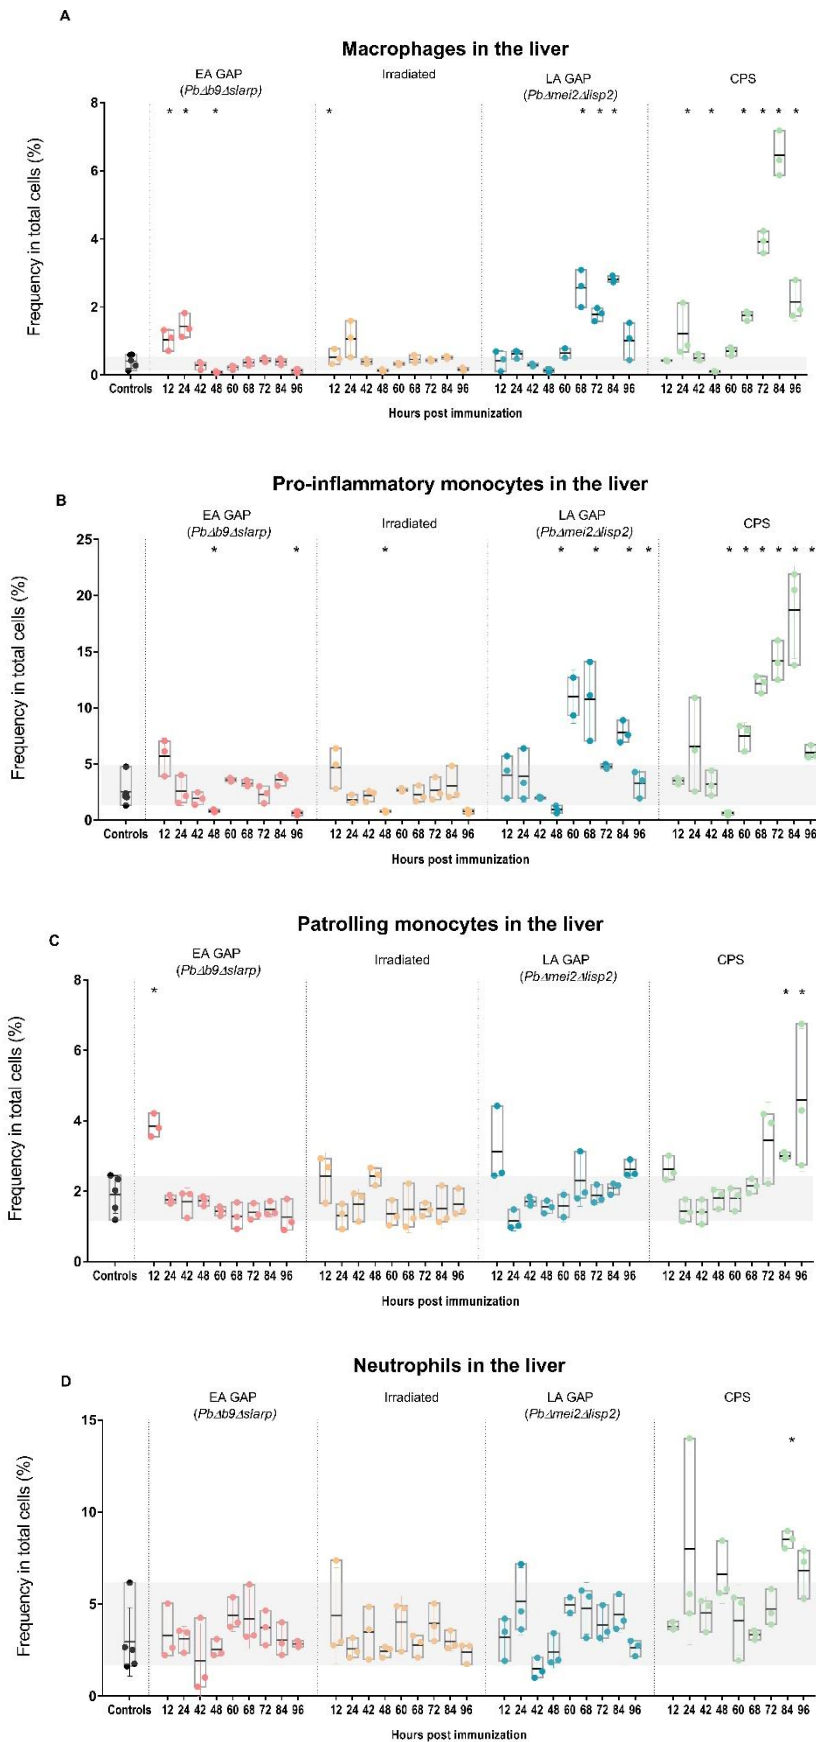 A
Macrophages in the liver
EA GAP
(PbΔb9Δslarp)
Irradiated
LA GAP
(PbΔmei2Δlisp2)
CPS
* * * * * * * * * * * * * *
Frequency in total cells (%)
8
6
4
2
0
Controls 12 24 42 48 60 68 72 84 96 12 24 42 48 60 68 72 84 96 12 24 42 48 60 68 72 84 96 12 24 42 48 60 68 72 84 96
Hours post immunization
B
Pro-inflammatory monocytes in the liver
EA GAP
(PbΔb9Δslarp)
Irradiated
LA GAP
(PbΔmei2Δlisp2)
CPS
* * * * * * * * * * * * *
Frequency in total cells (%)
25
20
15
10
5
0
Controls 12 24 42 48 60 68 72 84 96 12 24 42 48 60 68 72 84 96 12 24 42 48 60 68 72 84 96 12 24 42 48 60 68 72 84 96
Hours post immunization
C
Patrolling monocytes in the liver
EA GAP
(PbΔb9Δslarp)
Irradiated
LA GAP
(PbΔmei2Δlisp2)
CPS
* * *
Frequency in total cells (%)
8
6
4
2
0
Controls 12 24 42 48 60 68 72 84 96 12 24 42 48 60 68 72 84 96 12 24 42 48 60 68 72 84 96 12 24 42 48 60 68 72 84 96
Hours post immunization
D
Neutrophils in the liver
EA GAP
(PbΔb9Δslarp)
Irradiated
LA GAP
(PbΔmei2Δlisp2)
CPS
*
Frequency in total cells (%)
15
10
5
0
Controls 12 24 42 48 60 68 72 84 96 12 24 42 48 60 68 72 84 96 12 24 42 48 60 68 72 84 96 12 24 42 48 60 68 72 84 96
Hours post immunization